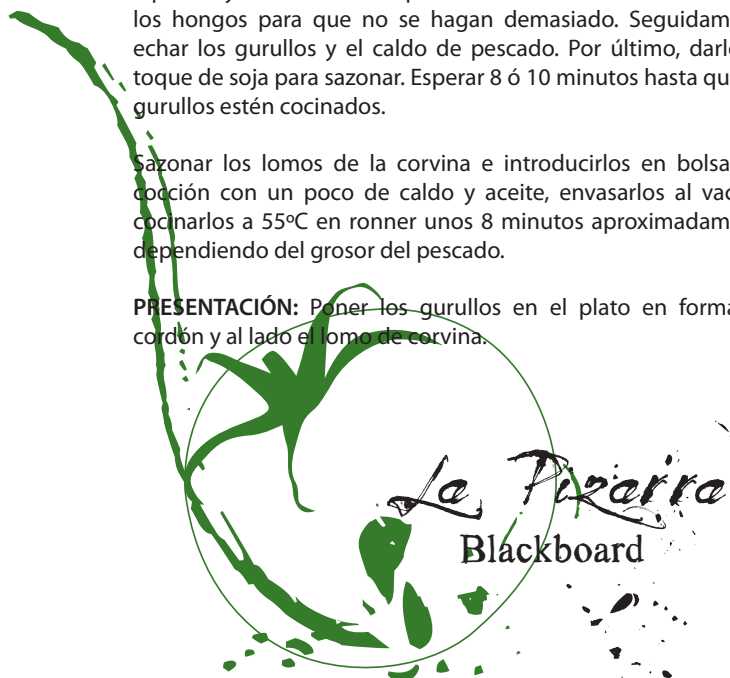 los hongos para que no se hagan demasiado. Seguidam
echar los gurullos y el caldo de pescado. Por último, darl
toque de soja para sazonar. Esperar 8 ó 10 minutos hasta qu
gurullos estén cocinados.
Sazonar los lomos de la corvina e introducirlos en bolsa
cocción con un poco de caldo y aceite, envasarlos al vac
cocinarlos a 55ºC en ronner unos 8 minutos aproximadam
dependiendo del grosor del pescado.
PRESENTACIÓN: Poner los gurullos en el plato en forma
cordón y al lado el lomo de corvina.
La Pizarra
Blackboard